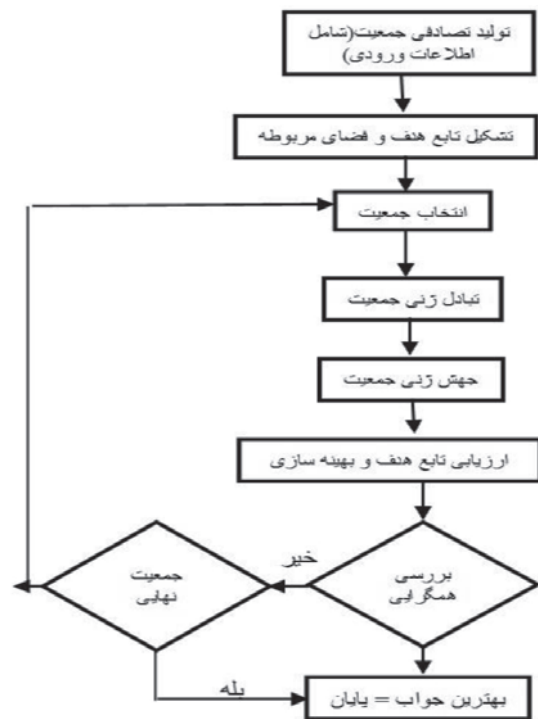 تولید تصادفی جمعیت(شامل
اطلاعات ورودی)
تشکیل تابع هدف و فضای مربوطه
انتخاب جمعیت
تبادل ژنی جمعیت
جهش ژنی جمعیت
ارزیابی تابع هدف و بهینه سازی
بررسی
همگرایی
خیر
جمعیت
نهایی
بله
بهترین جواب = پایان